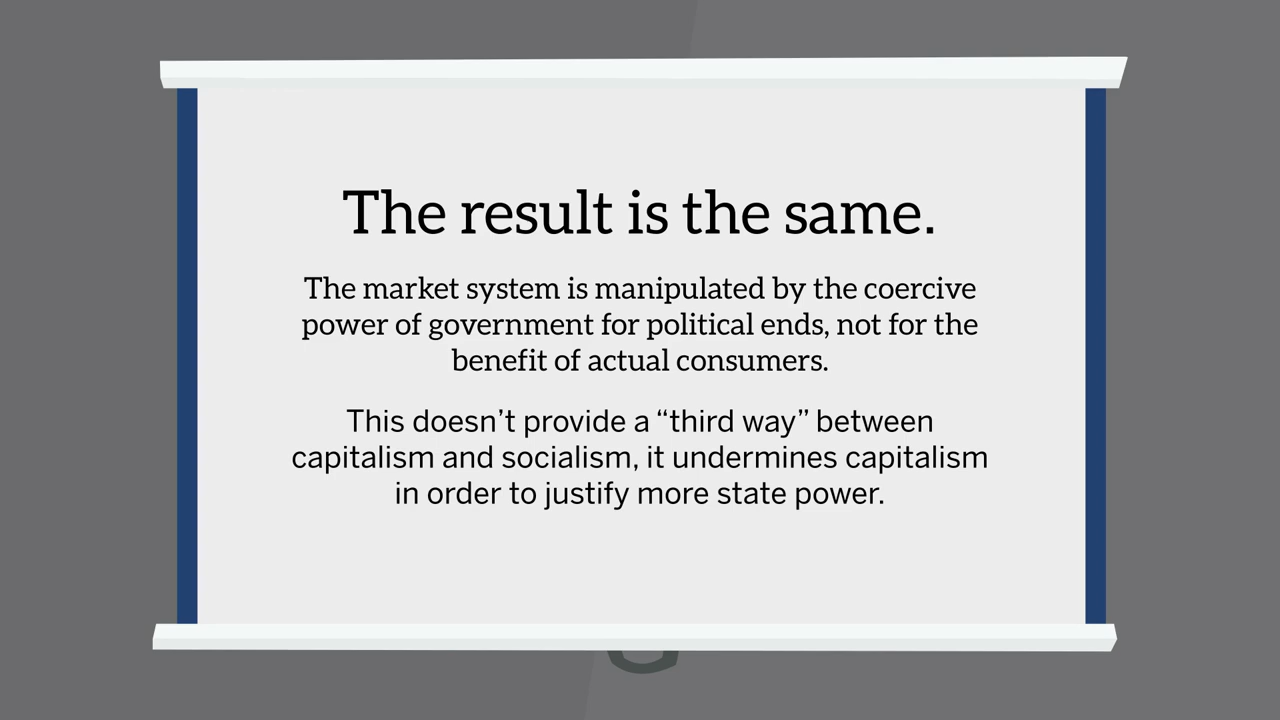 The result is the same.
The market system is manipulated by the coercive
power of government for political ends, not for the
benefit of actual consumers.
This doesn’t provide a “third way” between
capitalism and socialism, it undermines capitalism
in order to justify more state power.